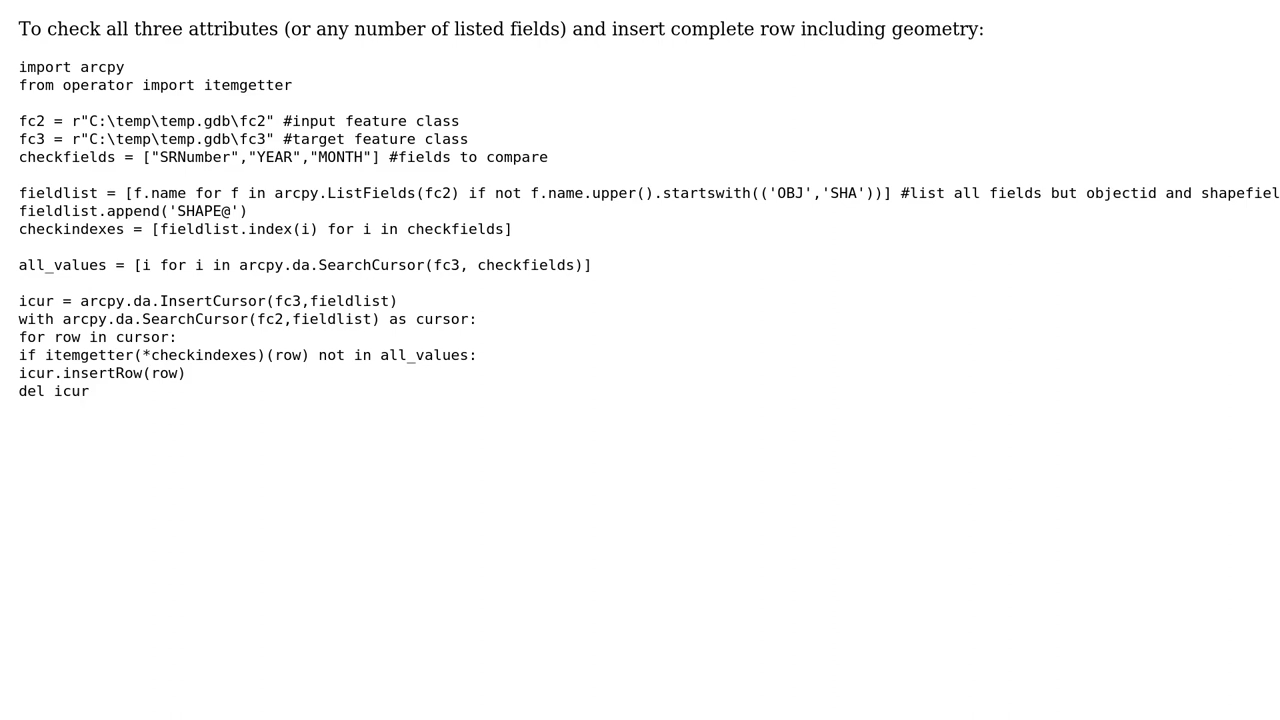 To check all three attributes (or any number of listed fields) and insert complete row including geometry:
import arcpy
from operator import itemgetter
fc2 = r"C:\temp\temp.gdb\fc2" #input feature class
fc3 = r"C:\temp\temp.gdb\fc3" #target feature class
checkfields = ["SRNumber","YEAR","MONTH"] #fields to compare
fieldlist = [f.name for f in arcpy.ListFields(fc2) if not f.name.upper().startswith(('OBJ','SHA'))] #list all fields but objectid and shapefiel
fieldlist.append('SHAPE@')
checkindexes = [fieldlist.index(i) for i in checkfields]
all_values = [i for i in arcpy.da.SearchCursor(fc3, checkfields)]
icur = arcpy.da.InsertCursor(fc3,fieldlist)
with arcpy.da.SearchCursor(fc2,fieldlist) as cursor:
for row in cursor:
if itemgetter(*checkindexes)(row) not in all_values:
icur.insertRow(row)
del icur